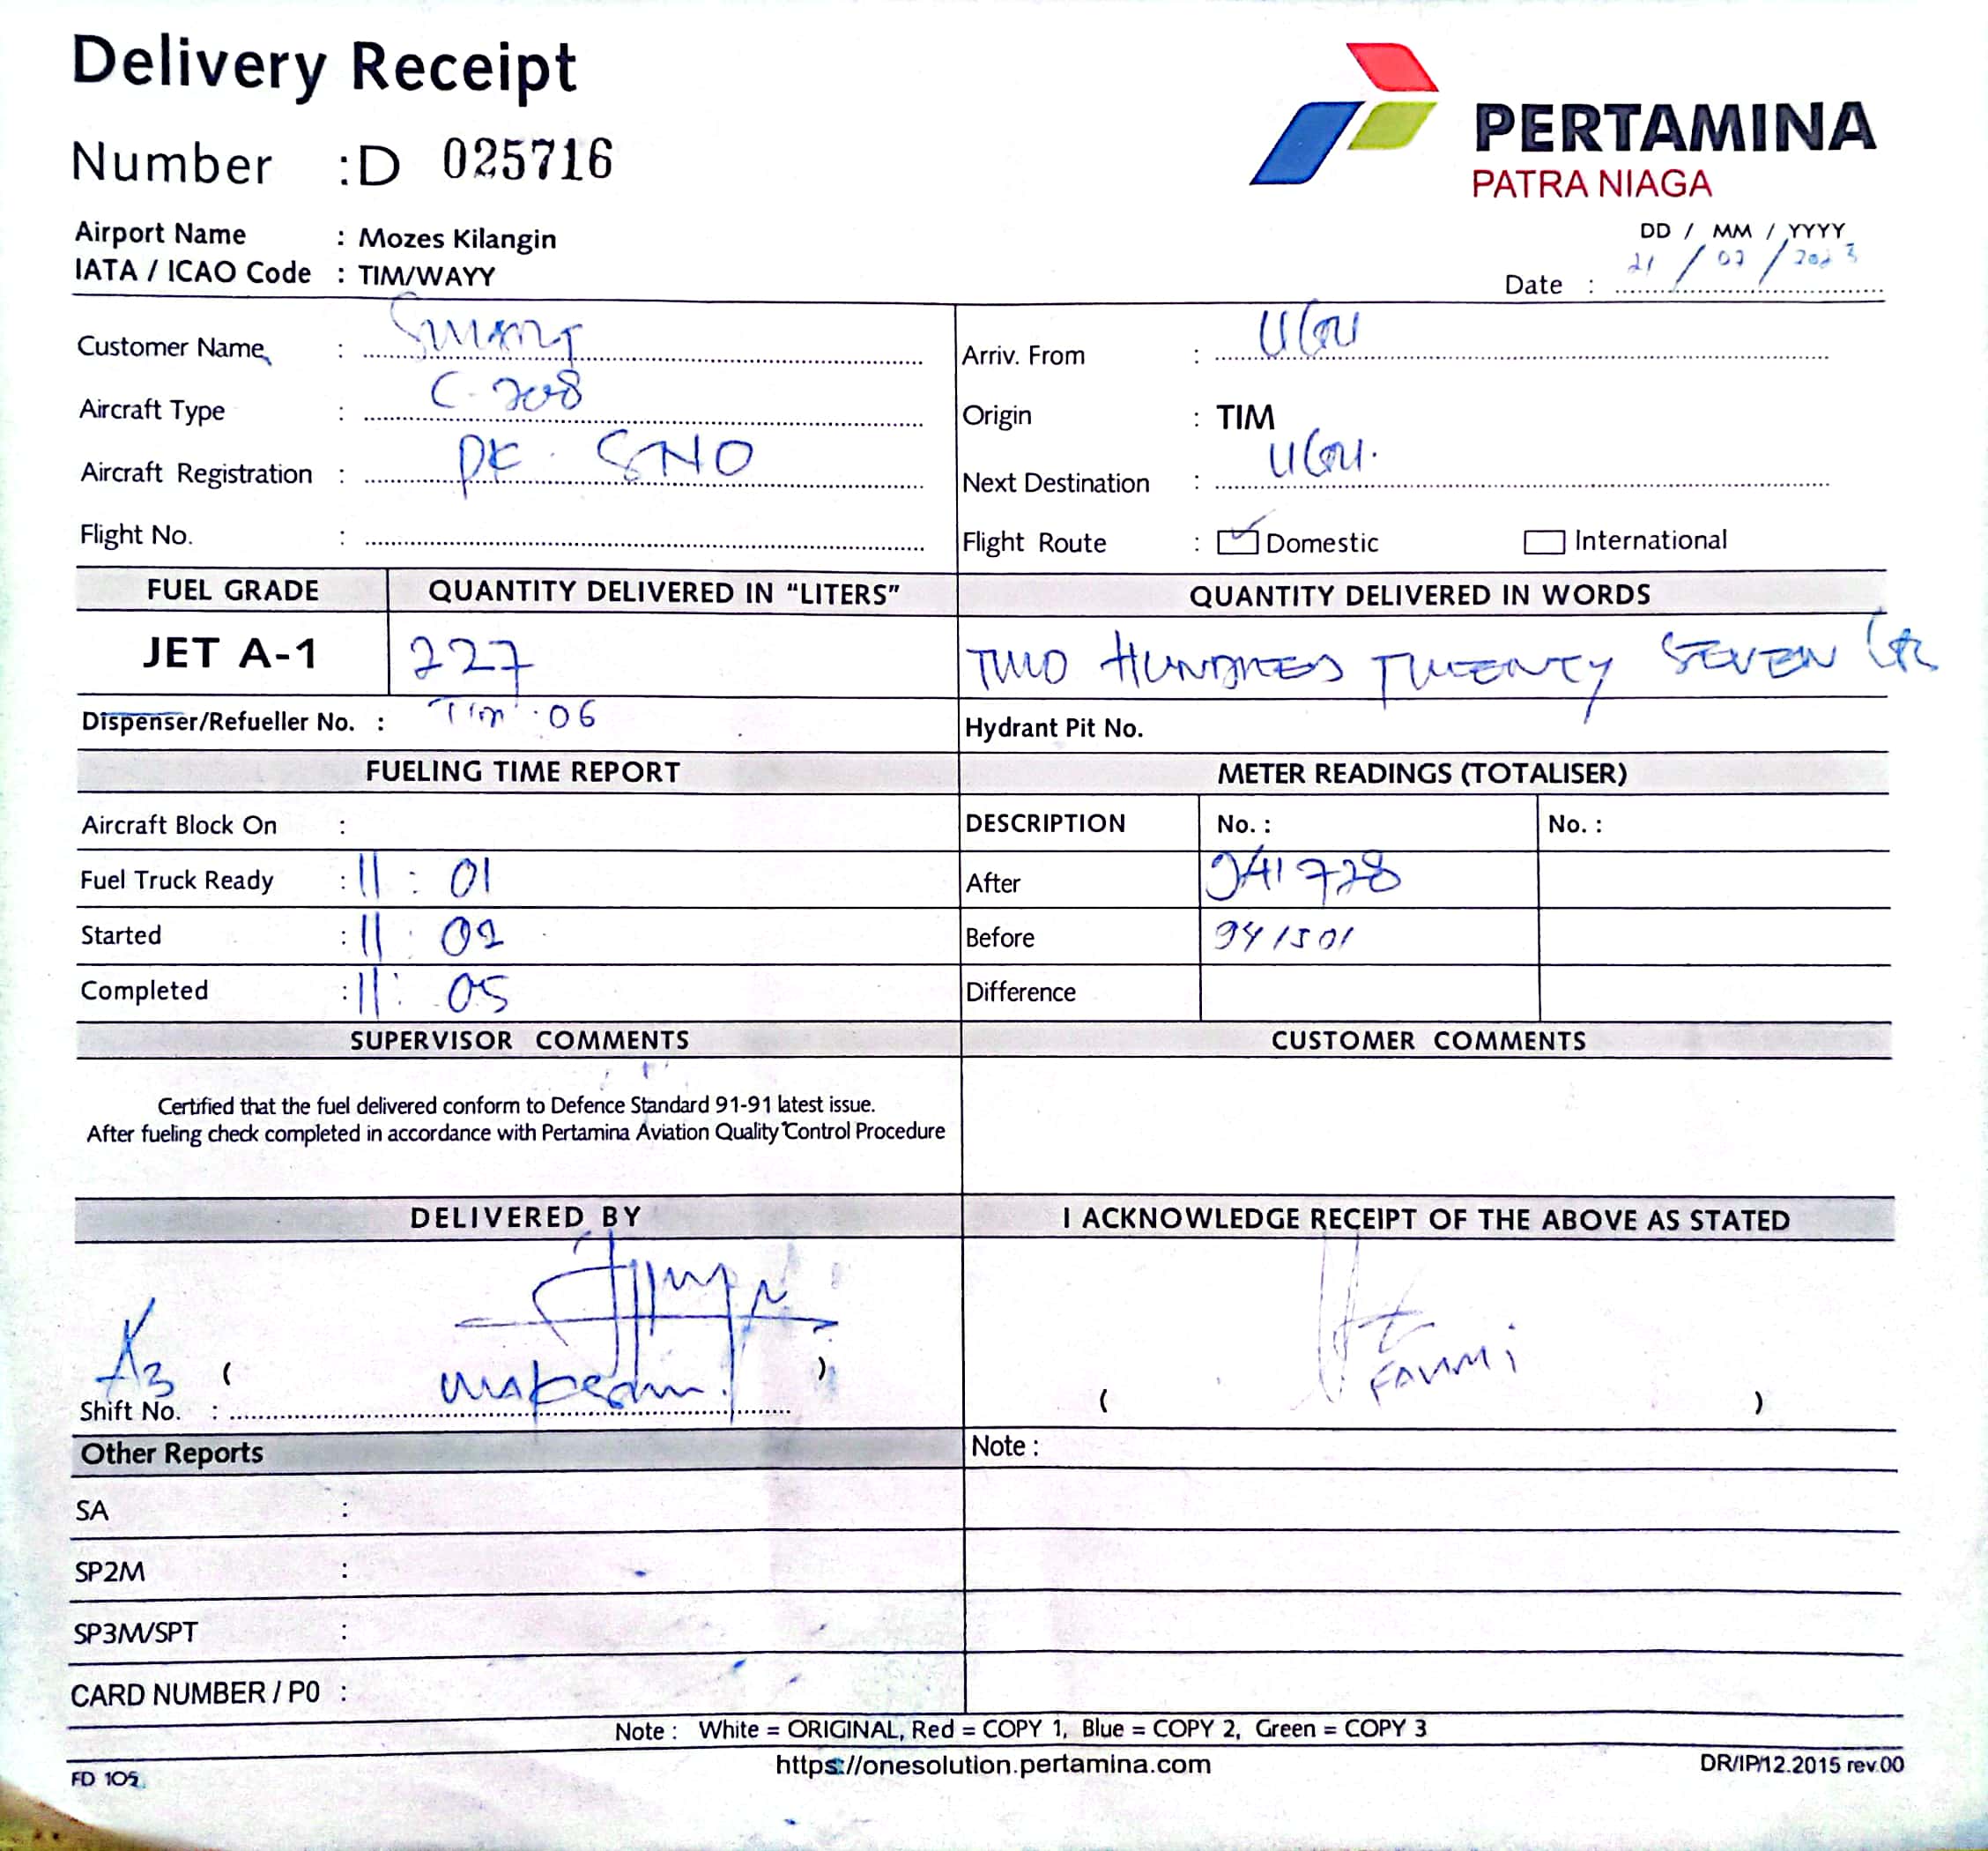 Delivery Receipt
Number :D 025716
PERTAMINA
PATRA NIAGA
Airport Name : Mozes Kilangin
IATA / ICAO Code : TIM/WAYY
DD / MM / YYYY
Date : 21 / 02 / 2023
Customer Name : SMART
Aircraft Type : C-208
Aircraft Registration : PK-SNO
Flight No. :
Arriv. From :
Origin : TIM
Next Destination :
Flight Route : Domestic International
FUEL GRADE QUANTITY DELIVERED IN "LITERS" QUANTITY DELIVERED IN WORDS
JET A-1 227 TWO HUNDRED TWENTY SEVEN
Dispenser/Refueller No. : TIM 06 Hydrant Pit No.
FUELING TIME REPORT METER READINGS (TOTALISER)
Aircraft Block On : DESCRIPTION No. : No. :
Fuel Truck Ready : 11 : 01 After 941728
Started : 11 : 02 Before 941501
Completed : 11 : 05 Difference
SUPERVISOR COMMENTS CUSTOMER COMMENTS
Certified that the fuel delivered conform to Defence Standard 91-91 latest issue.
After fueling check completed in accordance with Pertamina Aviation Quality Control Procedure
DELIVERED BY I ACKNOWLEDGE RECEIPT OF THE ABOVE AS STATED
A3 ( )
Shift No. :
( )
Other Reports Note :
SA :
SP2M :
SP3M/SPT :
CARD NUMBER / PO :
Note : White = ORIGINAL, Red = COPY 1, Blue = COPY 2, Green = COPY 3
https://onesolution.pertamina.com
FD 105 DR/IP/12.2015 rev.00